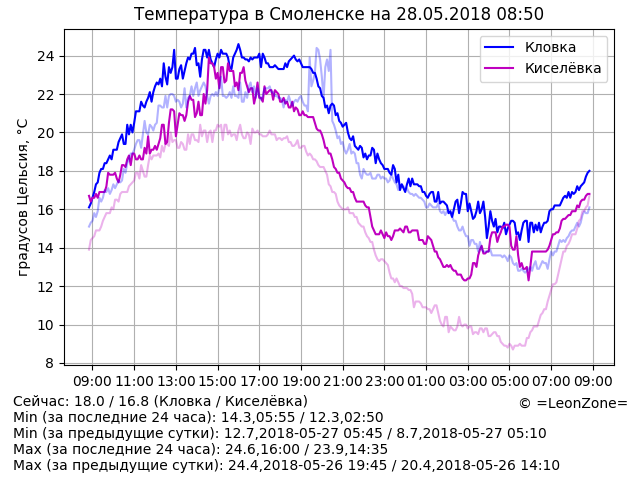 Температура в Смоленске на 28.05.2018 08:50
Кловка
Киселёвка
градусов Цельсия, °C
24
22
20
18
16
14
12
10
8
09:00 11:00 13:00 15:00 17:00 19:00 21:00 23:00 01:00 03:00 05:00 07:00 09:00
Сейчас: 18.0 / 16.8 (Кловка / Киселёвка)
© =LeonZone=
Min (за последние 24 часа): 14.3,05:55 / 12.3,02:50
Min (за предыдущие сутки): 12.7,2018-05-27 05:45 / 8.7,2018-05-27 05:10
Max (за последние 24 часа): 24.6,16:00 / 23.9,14:35
Max (за предыдущие сутки): 24.4,2018-05-26 19:45 / 20.4,2018-05-26 14:10